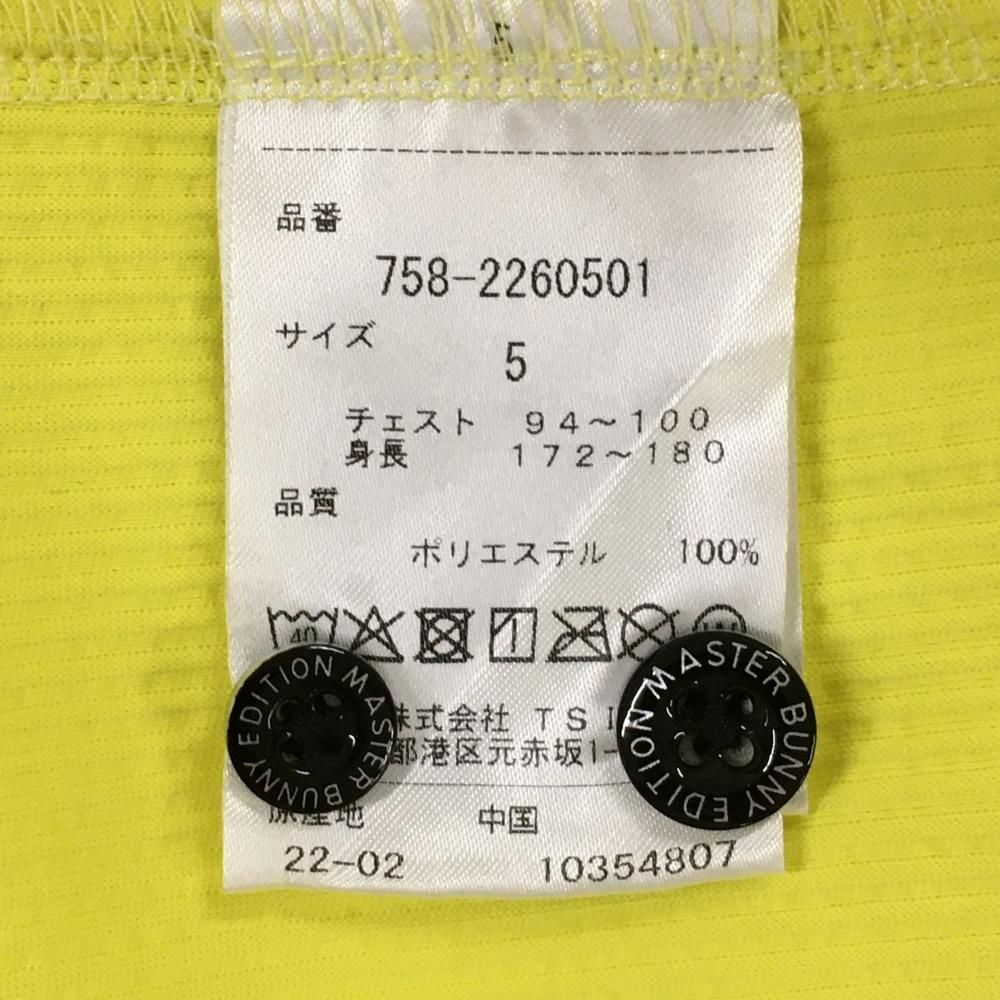 5
品番
758-2260501
サイズ
5
チェスト 94～100
身長 172～180
品質
ポリエステル 100%
40
株式会社 TSI
都港区元赤坂1-
原産地 中国
22-02 10354807
MASTER BUNNY EDITION
MASTER BUNNY EDITION